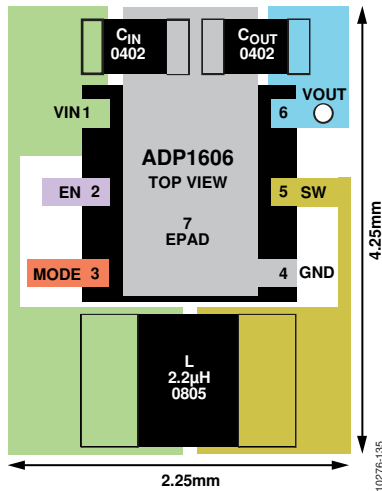 CIN
0402
COUT
0402
VIN 1
6
VOUT
ADP1606
TOP VIEW
EN 2
5 SW
7
EPAD
MODE 3
4 GND
L
2.2µH
0805
4.25mm
2.25mm
10276-135